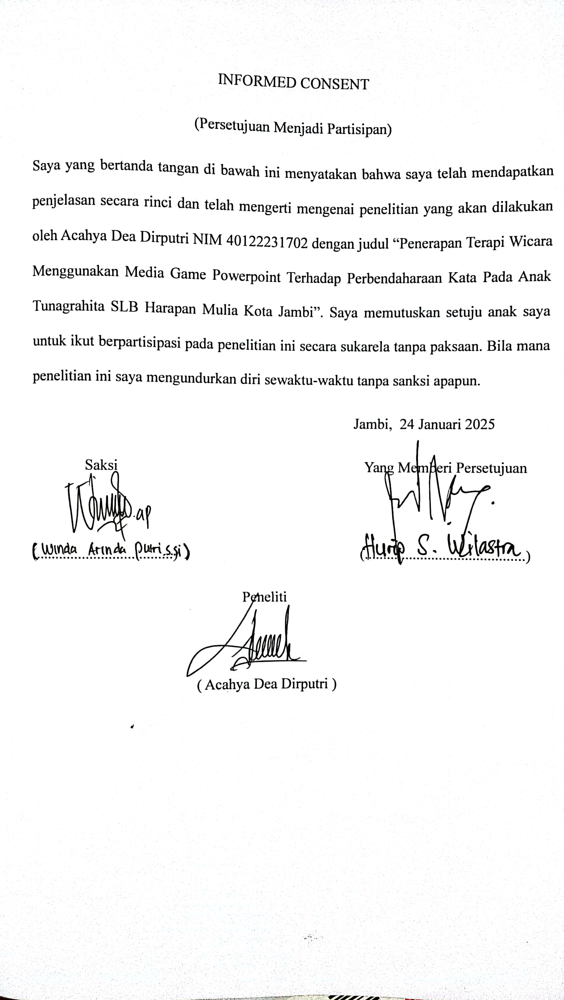 INFORMED CONSENT
(Persetujuan Menjadi Partisipan)
Saya yang bertanda tangan di bawah ini menyatakan bahwa saya telah mendapatkan
penjelasan secara rinci dan telah mengerti mengenai penelitian yang akan dilakukan
oleh Acahya Dea Dirputri NIM 40122231702 dengan judul “Penerapan Terapi Wicara
Menggunakan Media Game Powerpoint Terhadap Perbendaharaan Kata Pada Anak
Tunagrahita SLB Harapan Mulia Kota Jambi”. Saya memutuskan setuju anak saya
untuk ikut berpartisipasi pada penelitian ini secara sukarela tanpa paksaan. Bila mana
penelitian ini saya mengundurkan diri sewaktu-waktu tanpa sanksi apapun.
Jambi, 24 Januari 2025
Saksi
Yang Memberi Persetujuan
(Winda Arinda Putri.S.si)
(Hurip S. Wilastra)
Peneliti
( Acahya Dea Dirputri )